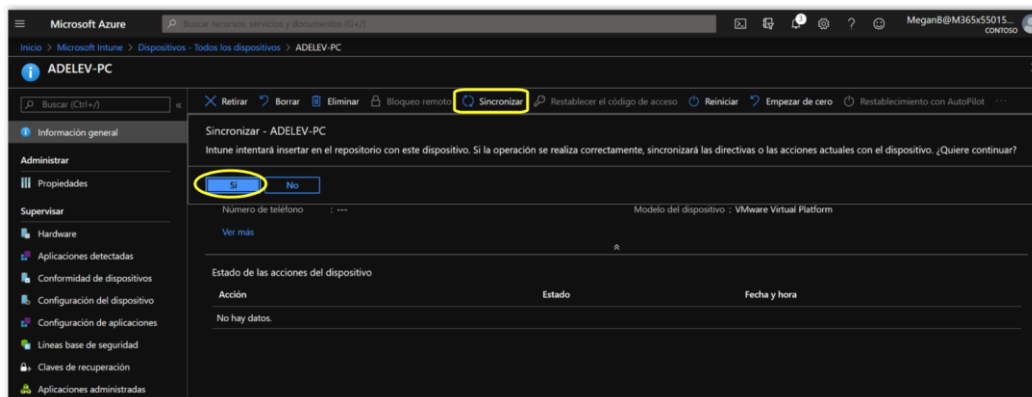 Microsoft Azure
Buscar recursos, servicios y documentos (G+/)
MeganB@M365x55015...
CONTOSO
Inicio > Microsoft Intune > Dispositivos - Todos los dispositivos > ADELEV-PC
ADELEV-PC
Buscar (Ctrl+/)
Retirar Borrar Eliminar Bloqueo remoto Sincronizar Restablecer el código de acceso Reiniciar Empezar de cero Restablecimiento con AutoPilot ...
Información general
Administrar
Propiedades
Supervisar
Hardware
Aplicaciones detectadas
Conformidad de dispositivos
Configuración del dispositivo
Configuración de aplicaciones
Líneas base de seguridad
Claves de recuperación
Aplicaciones administradas
Sincronizar - ADELEV-PC
Intune intentará insertar en el repositorio con este dispositivo. Si la operación se realiza correctamente, sincronizará las directivas o las acciones actuales con el dispositivo. ¿Quiere continuar?
Sí No
Número de teléfono : ---
Modelo del dispositivo : VMware Virtual Platform
Ver más
Estado de las acciones del dispositivo
Acción Estado Fecha y hora
No hay datos.